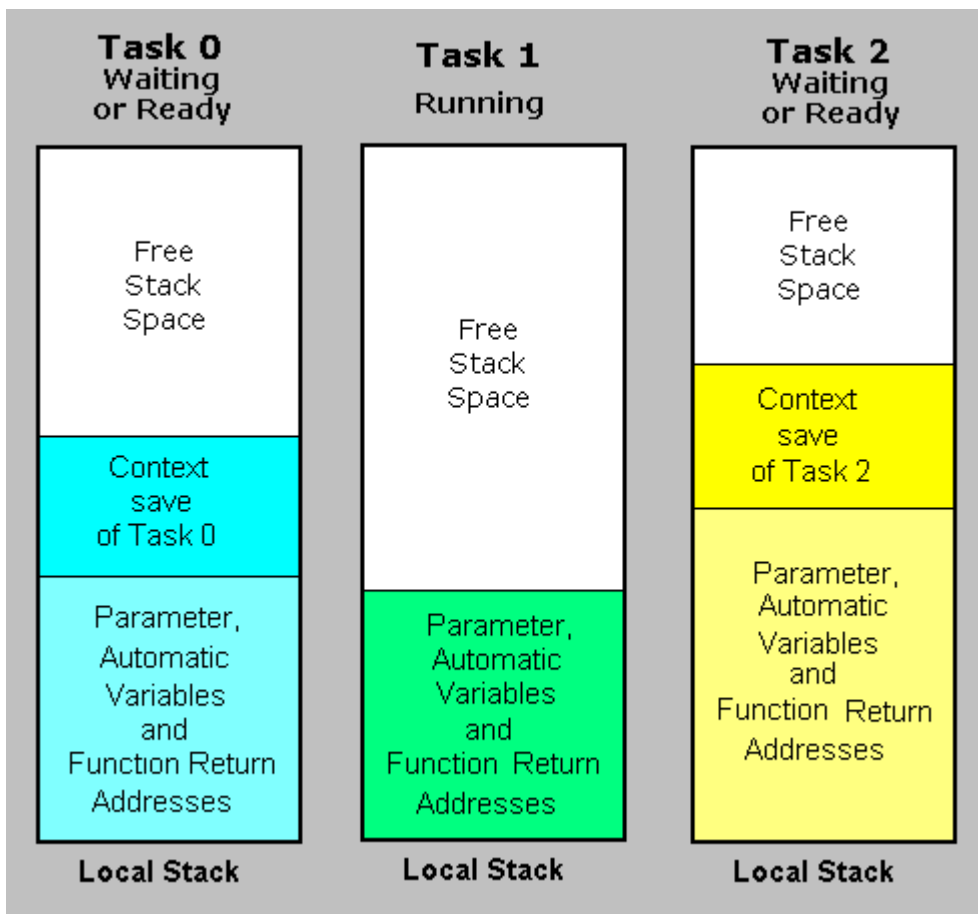 Task 0
Waiting
or Ready
Free
Stack
Space
Context
save
of Task 0
Parameter,
Automatic
Variables
and
Function Return
Addresses
Local Stack
Task 1
Running
Free
Stack
Space
Parameter,
Automatic
Variables
and
Function Return
Addresses
Local Stack
Task 2
Waiting
or Ready
Free
Stack
Space
Context
save
of Task 2
Parameter,
Automatic
Variables
and
Function Return
Addresses
Local Stack